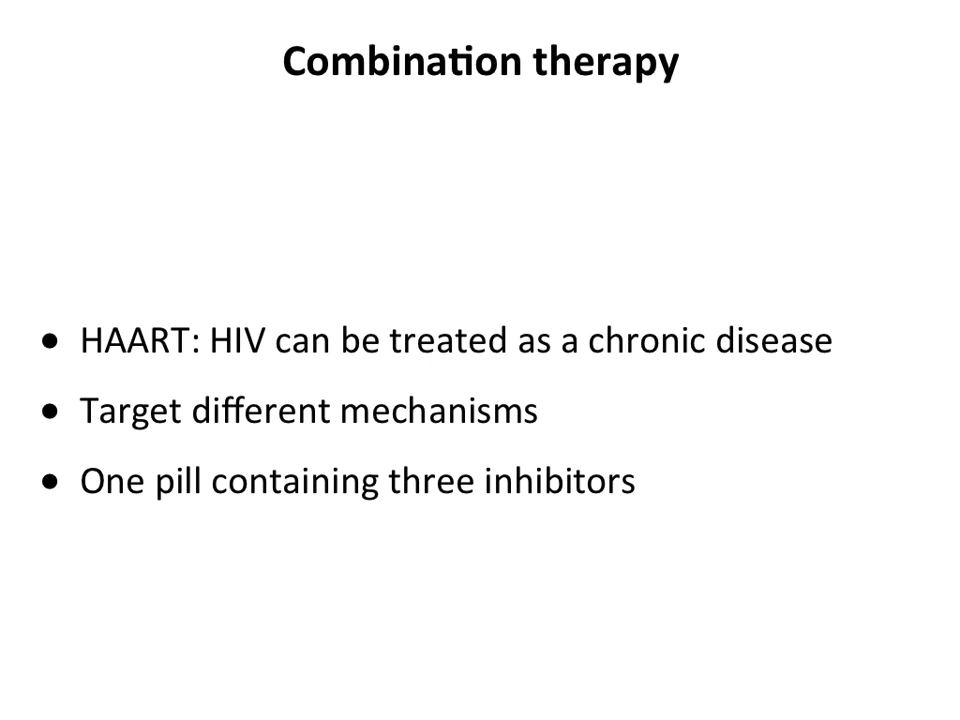 Combination therapy
• HAART: HIV can be treated as a chronic disease
• Target different mechanisms
• One pill containing three inhibitors